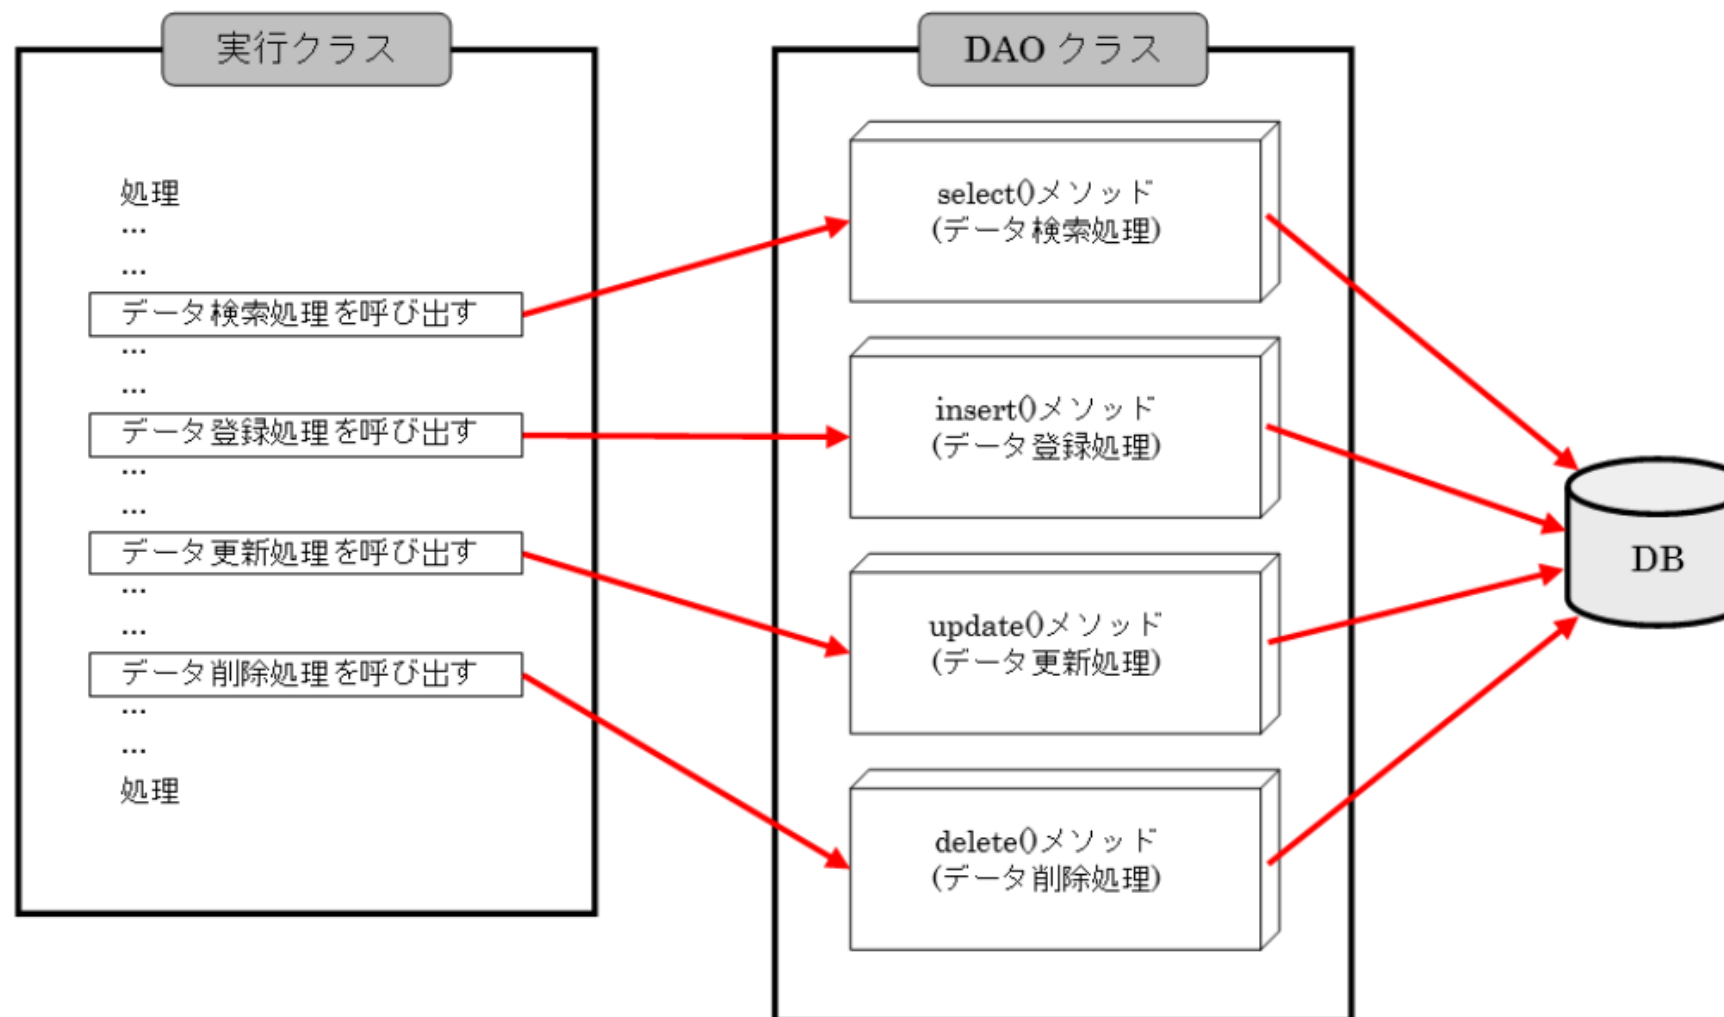 実行クラス
処理
...
...
データ検索処理を呼び出す
...
...
データ登録処理を呼び出す
...
...
データ更新処理を呼び出す
...
...
データ削除処理を呼び出す
...
...
処理
DAO クラス
select()メソッド
(データ検索処理)
insert()メソッド
(データ登録処理)
update()メソッド
(データ更新処理)
delete()メソッド
(データ削除処理)
DB